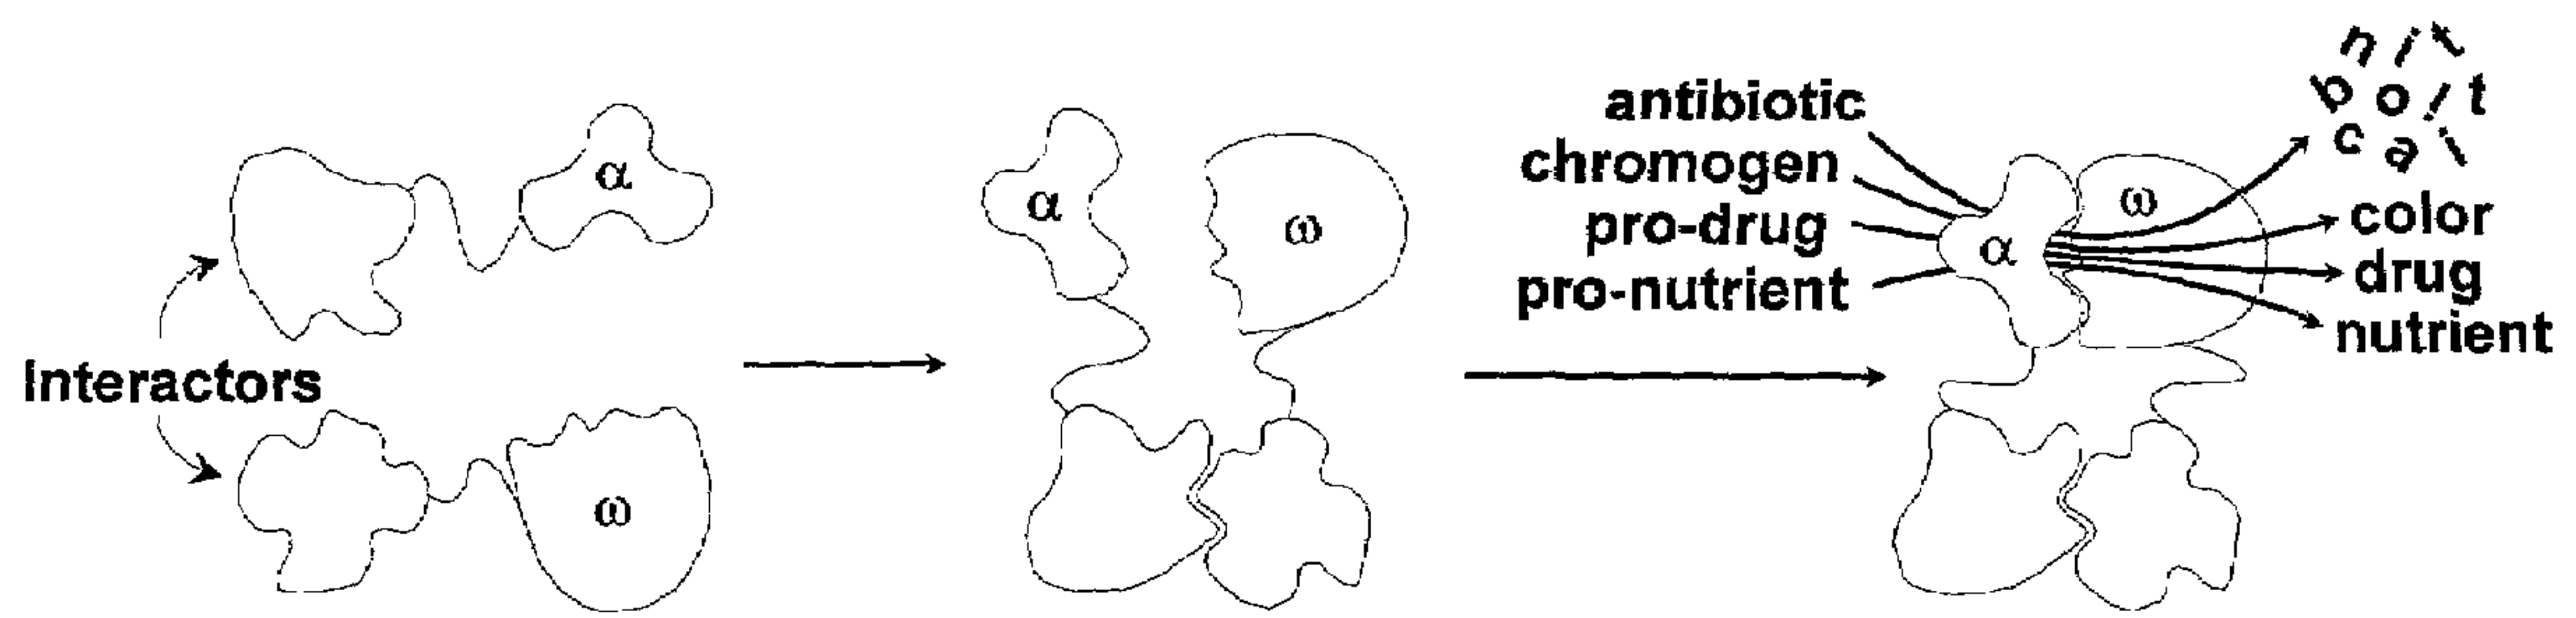 Interactors
α
ω
α
ω
antibiotic
chromogen
pro-drug
pro-nutrient
α
ω
n i t
b o i t
c a i
color
drug
nutrient